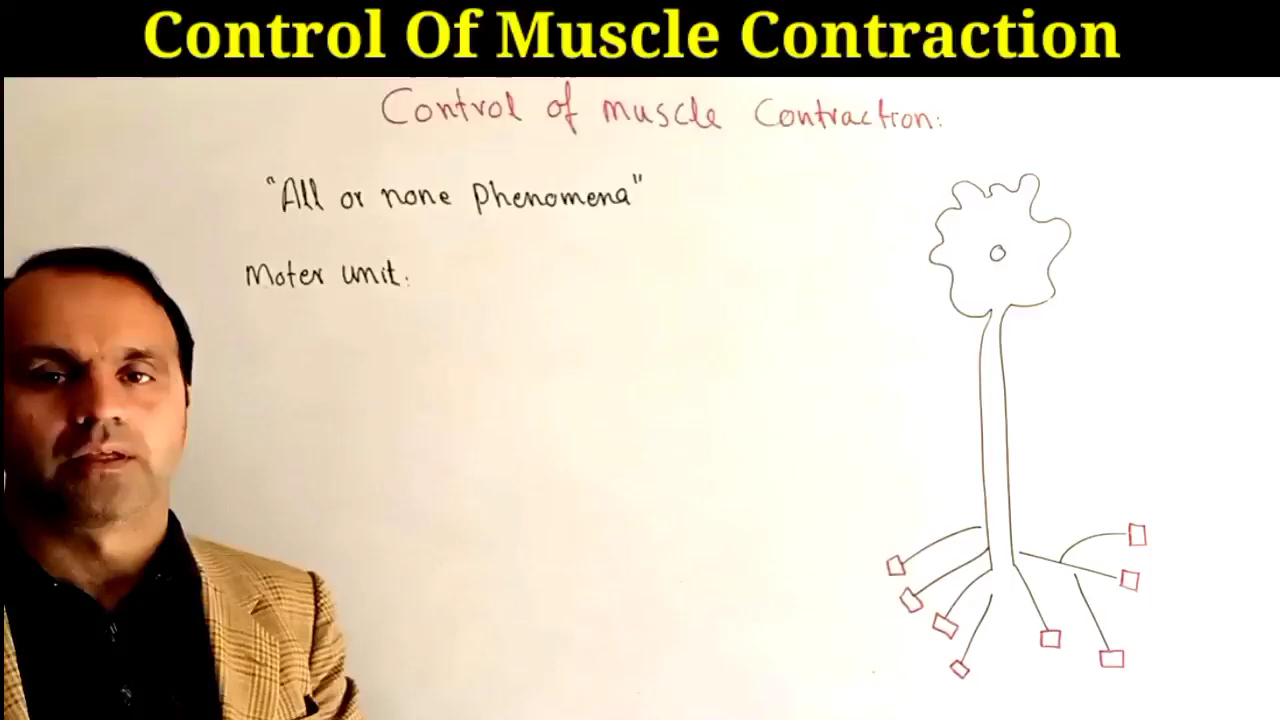 Control Of Muscle Contraction
Control of muscle Contraction:
"All or none Phenomena"
Moter unit: